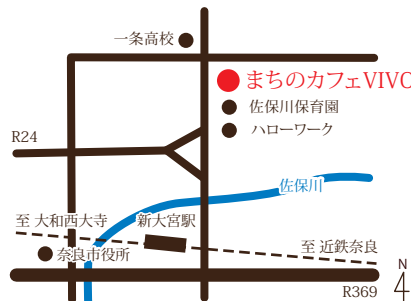 一条高校
まちのカフェVIVO
佐保川保育園
ハローワーク
R24
佐保川
至 大和西大寺
新大宮駅
至 近鉄奈良
奈良市役所
R369
N